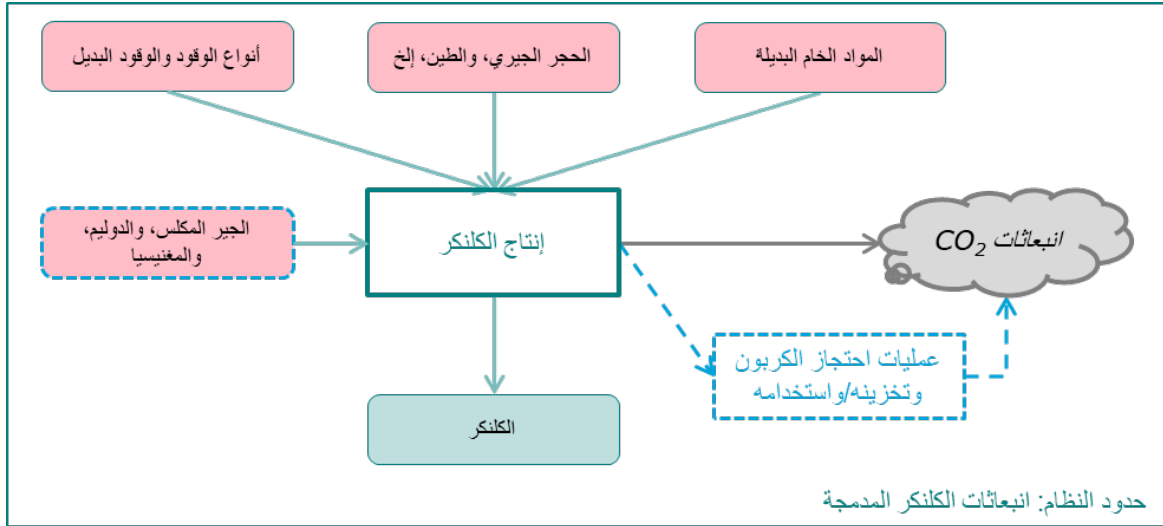 المواد الخام البديلة
الحجر الجيري، والطين، إلخ
أنواع الوقود والوقود البديل
الجير المكلس، والدوليم،
والمغنيسيا
إنتاج الكلنكر
انبعاثات CO₂
عمليات احتجاز الكربون
وتخزينه/واستخدامه
الكلنكر
حدود النظام: انبعاثات الكلنكر المدمجة